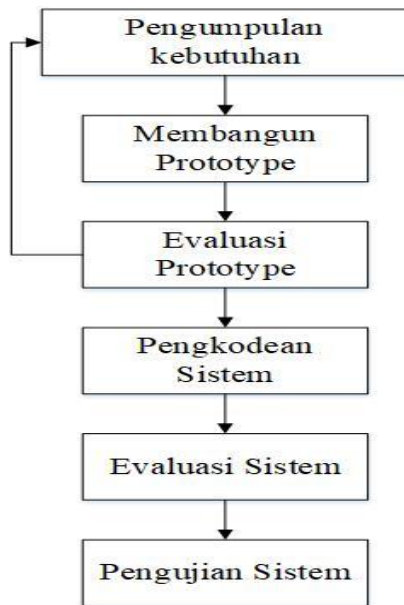 Pengumpulan
kebutuhan
Membangun
Prototype
Evaluasi
Prototype
Pengkodean
Sistem
Evaluasi Sistem
Pengujian Sistem